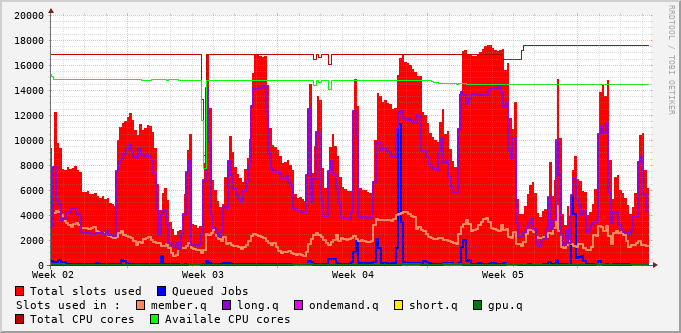 20000
18000
16000
14000
12000
10000
8000
6000
4000
2000
0
Week 02 Week 03 Week 04 Week 05
RRDTOOL / TOBI OETIKER
Total slots used Queued Jobs
Slots used in : member.q long.q ondemand.q short.q gpu.q
Total CPU cores Availale CPU cores